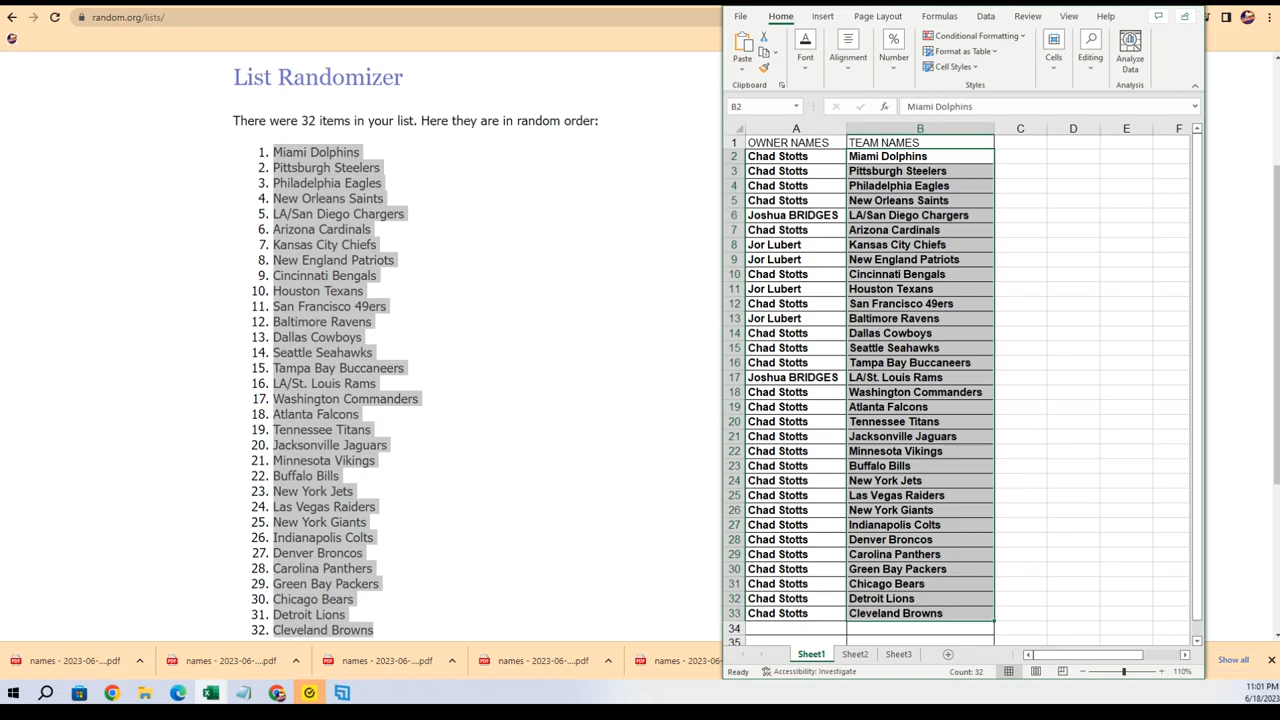 random.org/lists/
List Randomizer
There were 32 items in your list. Here they are in random order:
1. Miami Dolphins
2. Pittsburgh Steelers
3. Philadelphia Eagles
4. New Orleans Saints
5. LA/San Diego Chargers
6. Arizona Cardinals
7. Kansas City Chiefs
8. New England Patriots
9. Cincinnati Bengals
10. Houston Texans
11. San Francisco 49ers
12. Baltimore Ravens
13. Dallas Cowboys
14. Seattle Seahawks
15. Tampa Bay Buccaneers
16. LA/St. Louis Rams
17. Washington Commanders
18. Atlanta Falcons
19. Tennessee Titans
20. Jacksonville Jaguars
21. Minnesota Vikings
22. Buffalo Bills
23. New York Jets
24. Las Vegas Raiders
25. New York Giants
26. Indianapolis Colts
27. Denver Broncos
28. Carolina Panthers
29. Green Bay Packers
30. Chicago Bears
31. Detroit Lions
32. Cleveland Browns
File Home Insert Page Layout Formulas Data Review View Help
Paste Font Alignment Number Conditional Formatting Cells Editing Analyze Data
Format as Table
Cell Styles
Clipboard Styles Analysis
B2 fx Miami Dolphins
A B C D E F
1 OWNER NAMES TEAM NAMES
2 Chad Stotts Miami Dolphins
3 Chad Stotts Pittsburgh Steelers
4 Chad Stotts Philadelphia Eagles
5 Chad Stotts New Orleans Saints
6 Joshua BRIDGES LA/San Diego Chargers
7 Chad Stotts Arizona Cardinals
8 Jor Lubert Kansas City Chiefs
9 Jor Lubert New England Patriots
10 Chad Stotts Cincinnati Bengals
11 Jor Lubert Houston Texans
12 Chad Stotts San Francisco 49ers
13 Jor Lubert Baltimore Ravens
14 Chad Stotts Dallas Cowboys
15 Chad Stotts Seattle Seahawks
16 Chad Stotts Tampa Bay Buccaneers
17 Joshua BRIDGES LA/St. Louis Rams
18 Chad Stotts Washington Commanders
19 Chad Stotts Atlanta Falcons
20 Chad Stotts Tennessee Titans
21 Chad Stotts Jacksonville Jaguars
22 Chad Stotts Minnesota Vikings
23 Chad Stotts Buffalo Bills
24 Chad Stotts New York Jets
25 Chad Stotts Las Vegas Raiders
26 Chad Stotts New York Giants
27 Chad Stotts Indianapolis Colts
28 Chad Stotts Denver Broncos
29 Chad Stotts Carolina Panthers
30 Chad Stotts Green Bay Packers
31 Chad Stotts Chicago Bears
32 Chad Stotts Detroit Lions
33 Chad Stotts Cleveland Browns
34
35
Sheet1 Sheet2 Sheet3
Ready Accessibility: Investigate Count: 32 110%
names - 2023-06-....pdf names - 2023-06-....pdf names - 2023-06-....pdf names - 2023-06-....pdf names - 2023-06 Show all
11:01 PM
6/18/2023